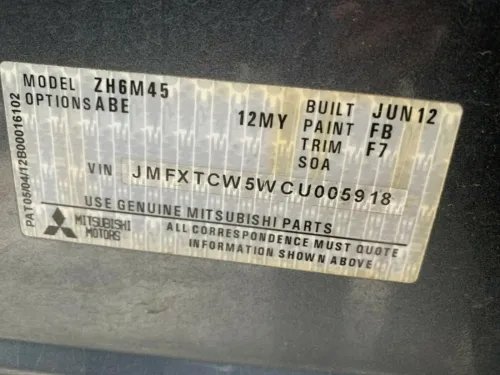 MODEL ZH6M45
OPTIONS ABE 12MY
BUILT JUN12
PAINT FB
TRIM F7
SOA
VIN JMFXTCW5WCU005918
USE GENUINE MITSUBISHI PARTS
ALL CORRESPONDENCE MUST QUOTE
INFORMATION SHOWN ABOVE
MITSUBISHI
MOTORS
PAT05/04/12B00016102